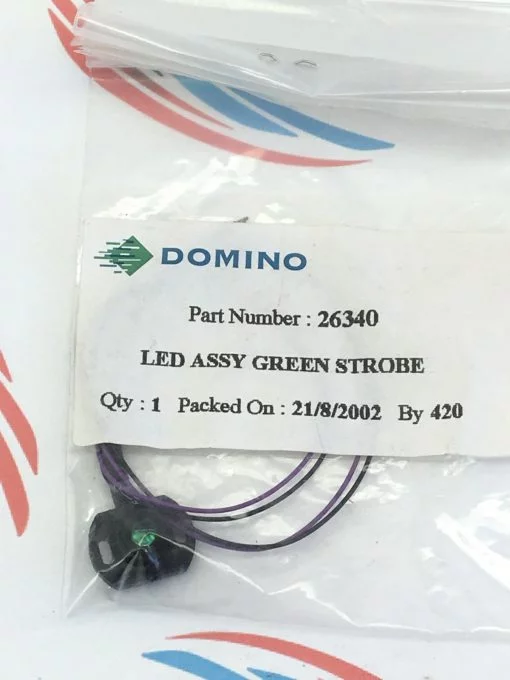 DOMINO
Part Number : 26340
LED ASSY GREEN STROBE
Qty : 1 Packed On : 21/8/2002 By 420